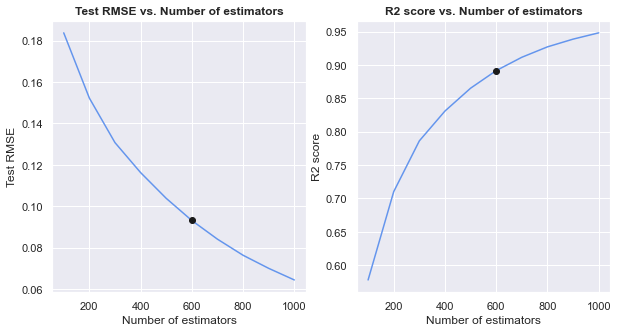 Test RMSE vs. Number of estimators
0.18
0.16
0.14
0.12
0.10
0.08
0.06
Test RMSE
200 400 600 800 1000
Number of estimators
R2 score vs. Number of estimators
0.95
0.90
0.85
0.80
0.75
0.70
0.65
0.60
R2 score
200 400 600 800 1000
Number of estimators